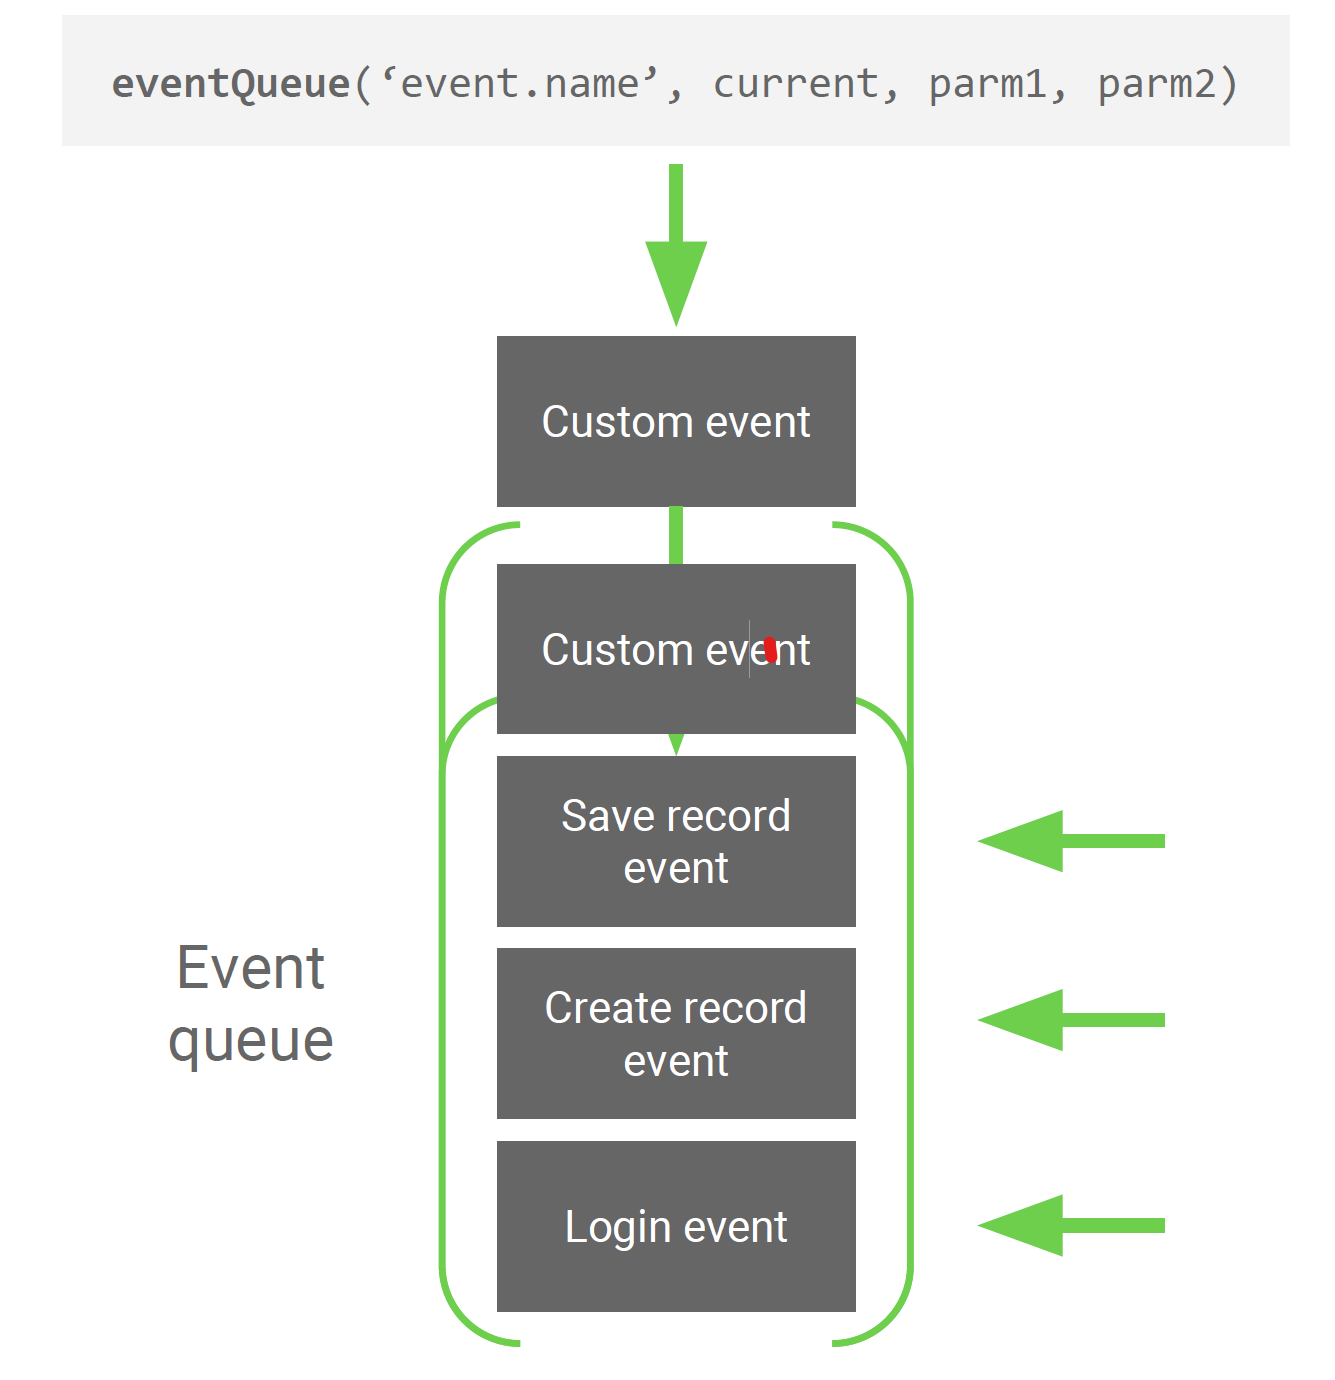 eventQueue(‘event.name’, current, parm1, parm2)
Custom event
Custom event
Save record
event
Create record
event
Event
queue
Login event